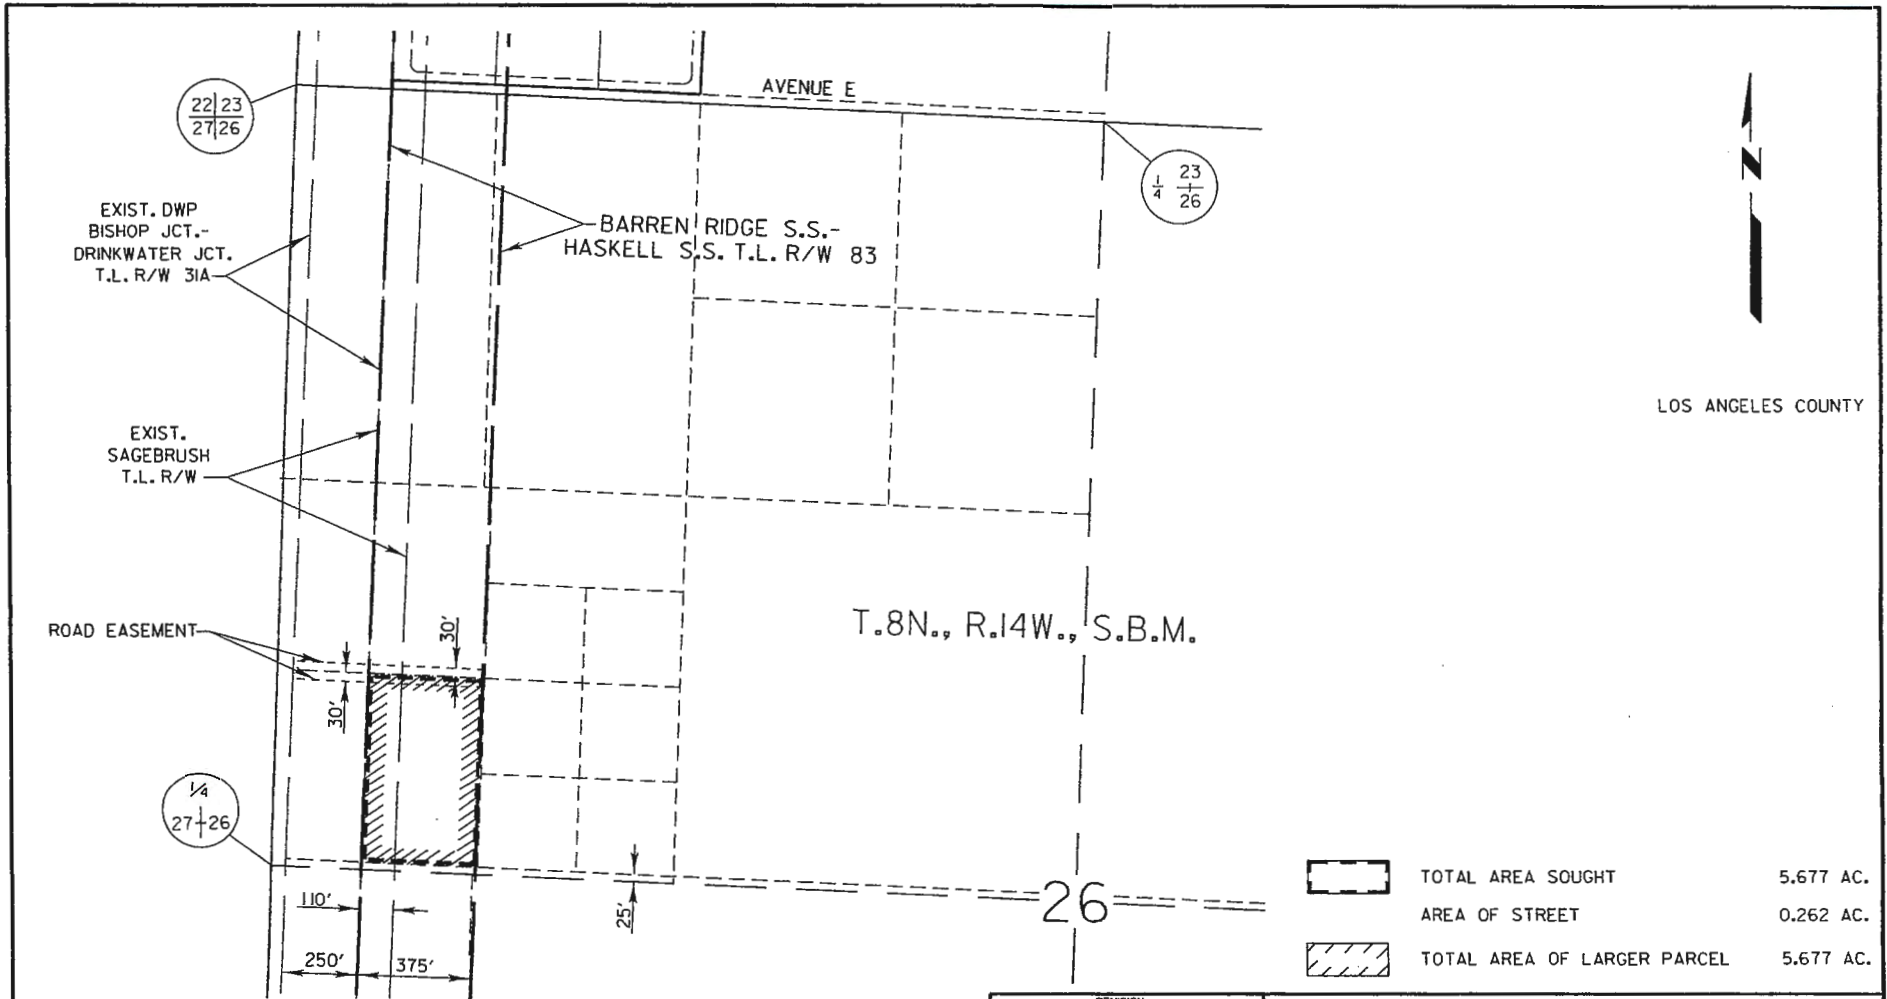 AVENUE E
22 23
27 26
1/4 23
26
N
EXIST. DWP
BISHOP JCT.-
DRINKWATER JCT.
T.L. R/W 31A
BARREN RIDGE S.S.-
HASKELL S.S. T.L. R/W 83
LOS ANGELES COUNTY
EXIST.
SAGEBRUSH
T.L. R/W
ROAD EASEMENT
30'
30'
T.8N., R.14W., S.B.M.
1/4
27 26
110'
25'
26
250'
375'
TOTAL AREA SOUGHT 5.677 AC.
AREA OF STREET 0.262 AC.
TOTAL AREA OF LARGER PARCEL 5.677 AC.